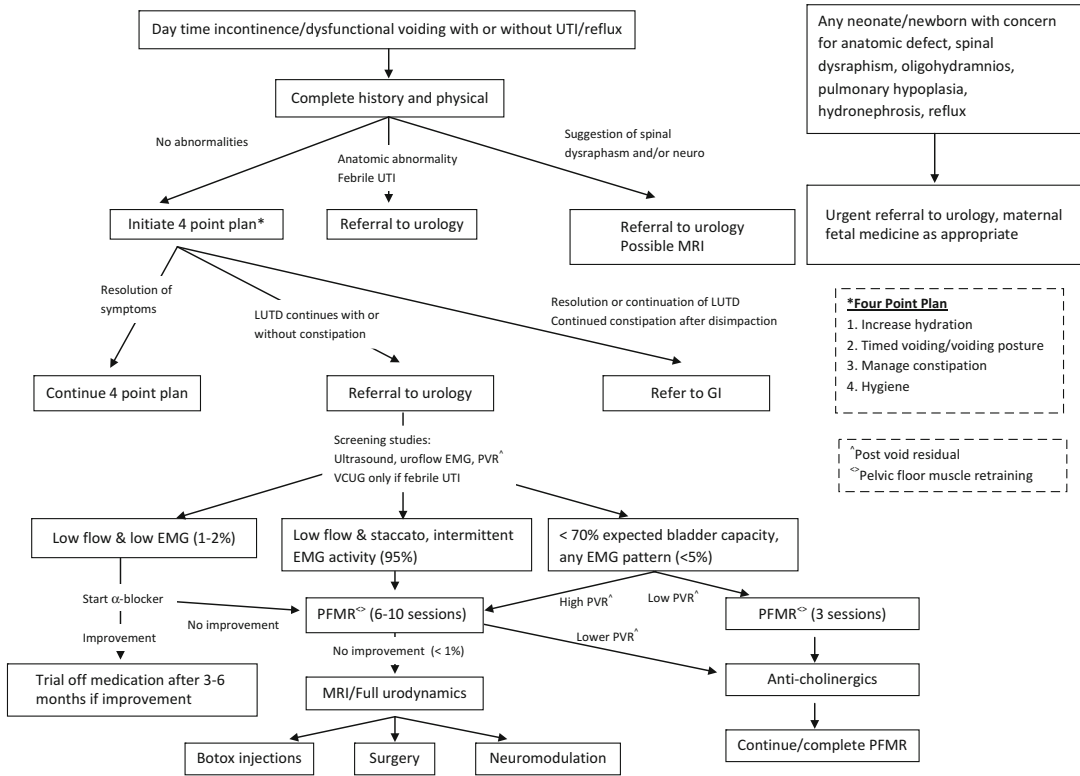 Day time incontinence/dysfunctional voiding with or without UTI/reflux
Complete history and physical
No abnormalities
Anatomic abnormality
Febrile UTI
Suggestion of spinal
dysraphasm and/or neuro
Initiate 4 point plan*
Referral to urology
Referral to urology
Possible MRI
Any neonate/newborn with concern
for anatomic defect, spinal
dysraphism, oligohydramnios,
pulmonary hypoplasia,
hydronephrosis, reflux
Urgent referral to urology, maternal
fetal medicine as appropriate
Resolution of
symptoms
LUTD continues with or
without constipation
Resolution or continuation of LUTD
Continued constipation after disimpaction
Continue 4 point plan
Referral to urology
Refer to GI
*Four Point Plan
1. Increase hydration
2. Timed voiding/voiding posture
3. Manage constipation
4. Hygiene
^Post void residual
<>Pelvic floor muscle retraining
Screening studies:
Ultrasound, uroflow EMG, PVR^
VCUG only if febrile UTI
Low flow & low EMG (1-2%)
Low flow & staccato, intermittent
EMG activity (95%)
< 70% expected bladder capacity,
any EMG pattern (<5%)
Start α-blocker
No improvement
Improvement
High PVR^
Low PVR^
PFMR<> (6-10 sessions)
PFMR<> (3 sessions)
Lower PVR^
No improvement (< 1%)
Trial off medication after 3-6
months if improvement
MRI/Full urodynamics
Anti-cholinergics
Botox injections
Surgery
Neuromodulation
Continue/complete PFMR